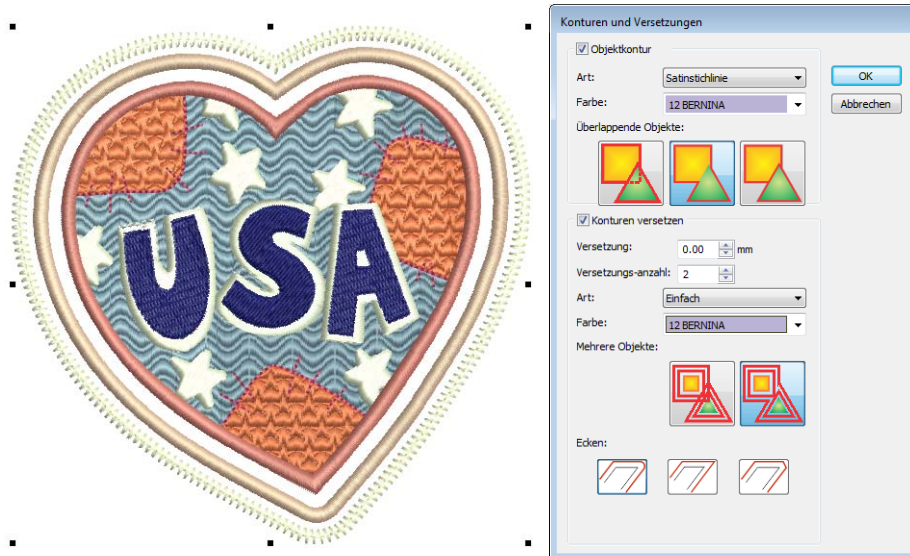 USA
Konturen und Versetzungen
Objektkontur
Art: Satinstichlinie
OK
Farbe: 12 BERNINA
Abbrechen
Überlappende Objekte:
Konturen versetzen
Versetzung: 0.00 mm
Versetzungs-anzahl: 2
Art: Einfach
Farbe: 12 BERNINA
Mehrere Objekte:
Ecken: